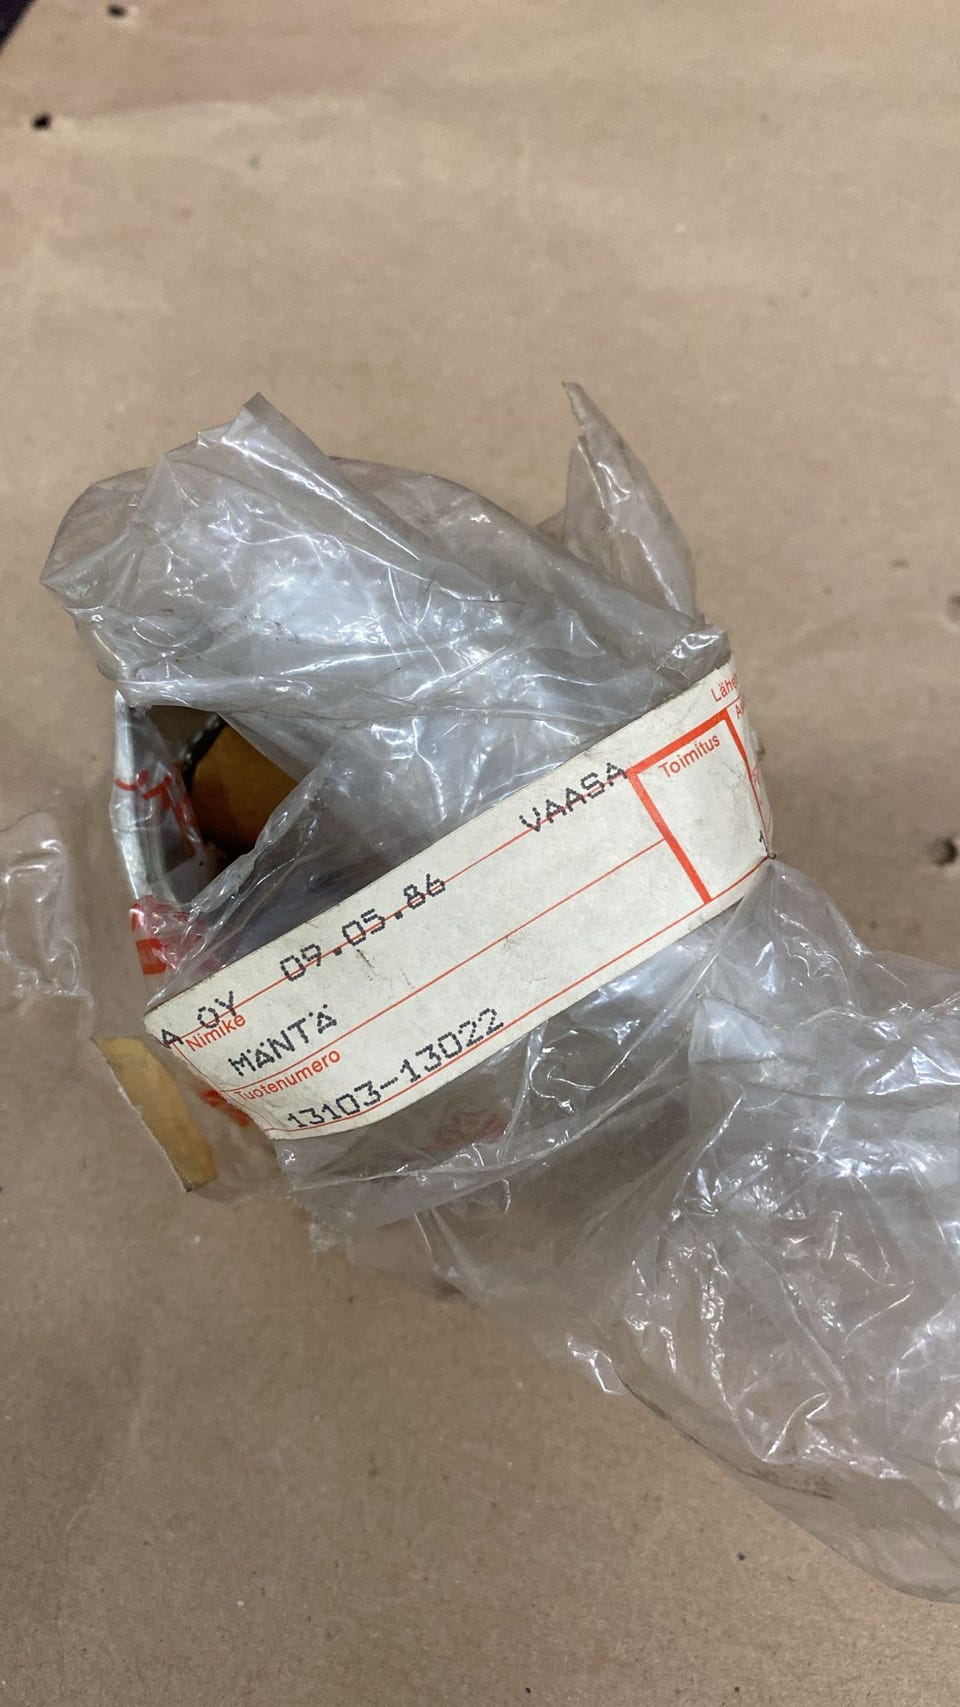 A OY 09.05.86 VAASA
Toimitus
Nimike
MÄNTÄ
Tuotenumero
13103-13022